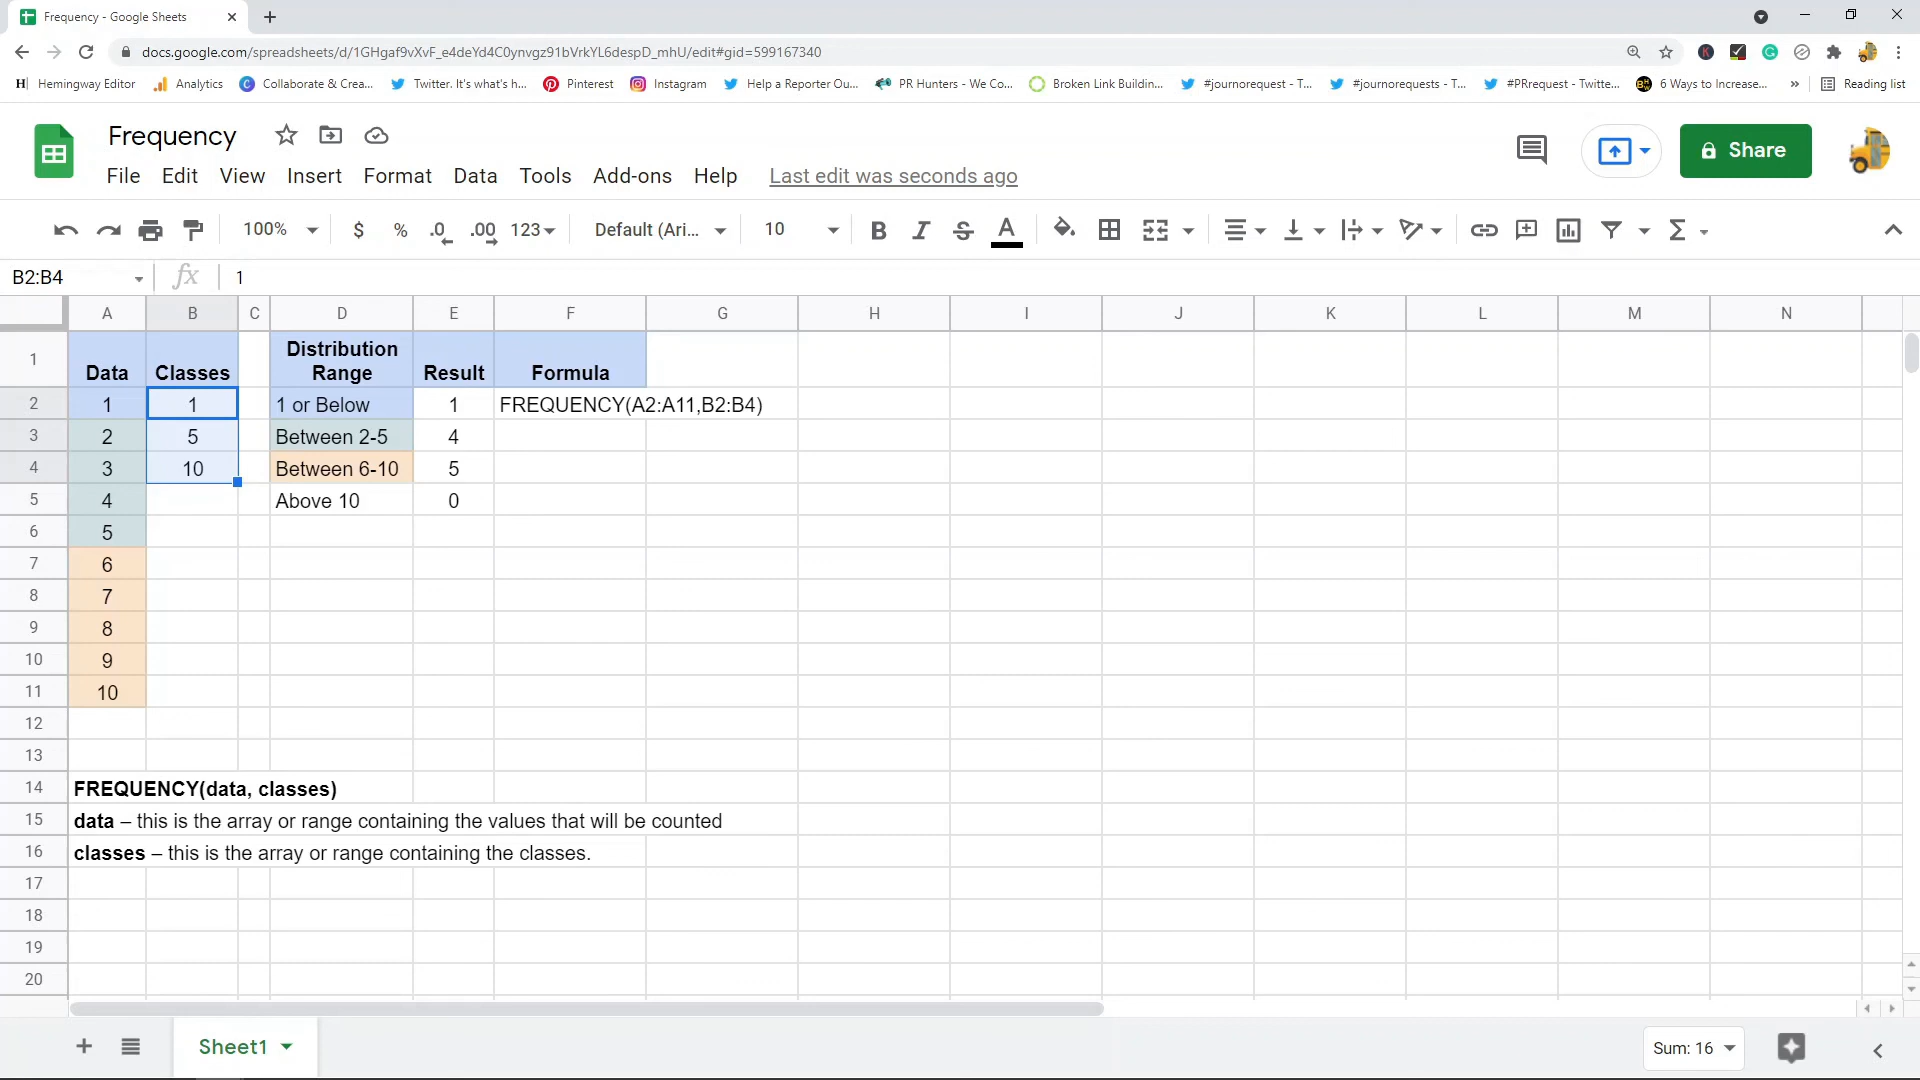 Frequency - Google Sheets
docs.google.com/spreadsheets/d/1GHgaf9vXvF_e4deYd4C0ynvgz91bVrkYL6despD_mhU/edit#gid=599167340
Hemingway Editor Analytics Collaborate & Crea... Twitter. It's what's h... Pinterest Instagram Help a Reporter Ou... PR Hunters - We Co... Broken Link Buildin... #journorequest - T... #journorequests - T... #PRrequest - Twitte... 6 Ways to Increase... » Reading list
Frequency
Share
File Edit View Insert Format Data Tools Add-ons Help Last edit was seconds ago
100% $ % .0 .00 123 Default (Ari... 10 B I S A Σ
B2:B4 fx 1
A B C D E F G H I J K L M N
1 Data Classes Distribution Range Result Formula
2 1 1 1 or Below 1 FREQUENCY(A2:A11,B2:B4)
3 2 5 Between 2-5 4
4 3 10 Between 6-10 5
5 4 Above 10 0
6 5
7 6
8 7
9 8
10 9
11 10
12
13
14 FREQUENCY(data, classes)
15 data – this is the array or range containing the values that will be counted
16 classes – this is the array or range containing the classes.
17
18
19
20
Sheet1 Sum: 16